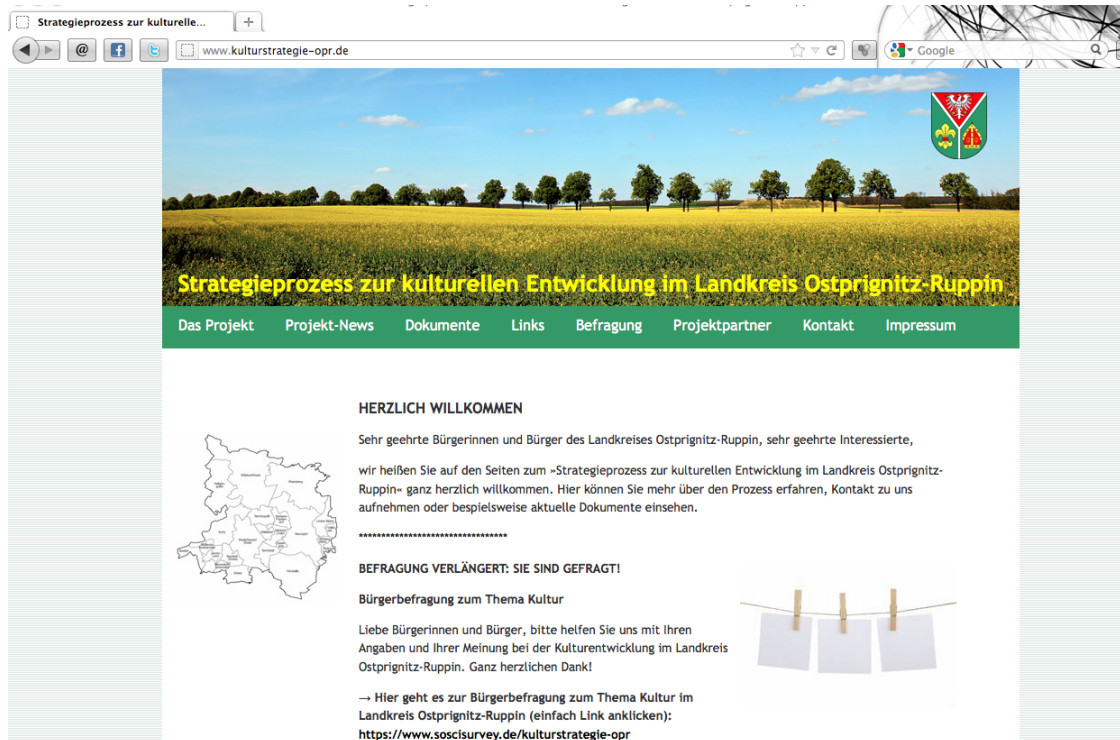 Strategieprozess zur kulturelle...
www.kulturstrategie-opr.de
Google
Strategieprozess zur kulturellen Entwicklung im Landkreis Ostprignitz-Ruppin
Das Projekt Projekt-News Dokumente Links Befragung Projektpartner Kontakt Impressum
HERZLICH WILLKOMMEN
Sehr geehrte Bürgerinnen und Bürger des Landkreises Ostprignitz-Ruppin, sehr geehrte Interessierte,
wir heißen Sie auf den Seiten zum »Strategieprozess zur kulturellen Entwicklung im Landkreis Ostprignitz-
Ruppin« ganz herzlich willkommen. Hier können Sie mehr über den Prozess erfahren, Kontakt zu uns
aufnehmen oder bespielsweise aktuelle Dokumente einsehen.
**********************************
BEFRAGUNG VERLÄNGERT: SIE SIND GEFRAGT!
Bürgerbefragung zum Thema Kultur
Liebe Bürgerinnen und Bürger, bitte helfen Sie uns mit Ihren
Angaben und Ihrer Meinung bei der Kulturentwicklung im Landkreis
Ostprignitz-Ruppin. Ganz herzlichen Dank!
→ Hier geht es zur Bürgerbefragung zum Thema Kultur im
Landkreis Ostprignitz-Ruppin (einfach Link anklicken):
https://www.soscisurvey.de/kulturstrategie-opr